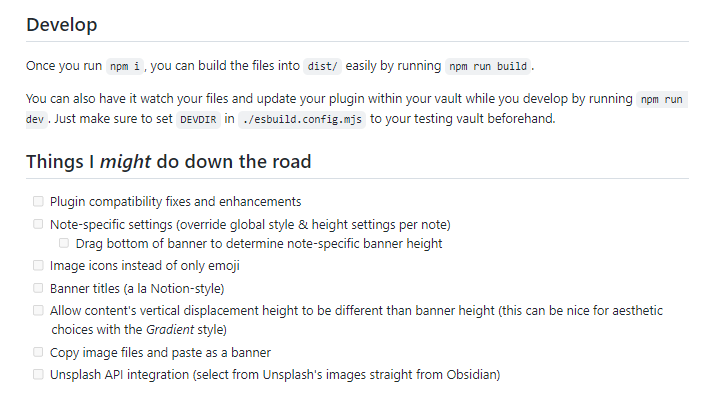 Develop
Once you run npm i, you can build the files into dist/ easily by running npm run build.
You can also have it watch your files and update your plugin within your vault while you develop by running npm run
dev. Just make sure to set DEVDIR in ./esbuild.config.mjs to your testing vault beforehand.
Things I might do down the road
Plugin compatibility fixes and enhancements
Note-specific settings (override global style & height settings per note)
Drag bottom of banner to determine note-specific banner height
Image icons instead of only emoji
Banner titles (a la Notion-style)
Allow content's vertical displacement height to be different than banner height (this can be nice for aesthetic
choices with the Gradient style)
Copy image files and paste as a banner
Unsplash API integration (select from Unsplash's images straight from Obsidian)